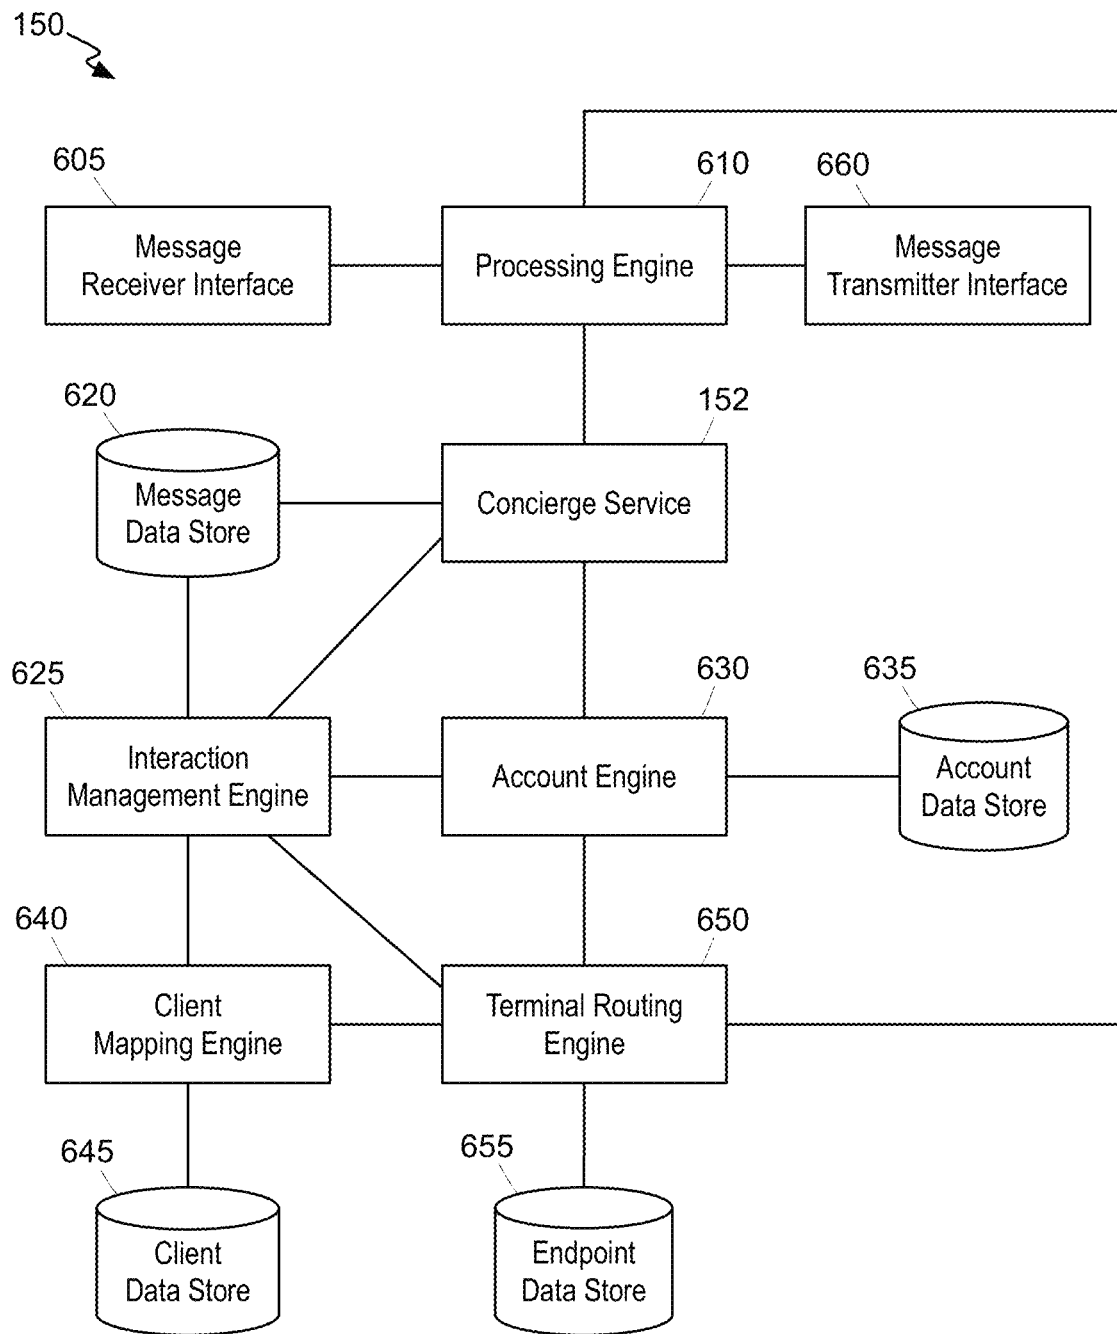 150
605
610
660
Message
Receiver Interface
Processing Engine
Message
Transmitter Interface
620
152
Message
Data Store
Concierge Service
625
630
635
Interaction
Management Engine
Account Engine
Account
Data Store
640
650
Client
Mapping Engine
Terminal Routing
Engine
645
655
Client
Data Store
Endpoint
Data Store